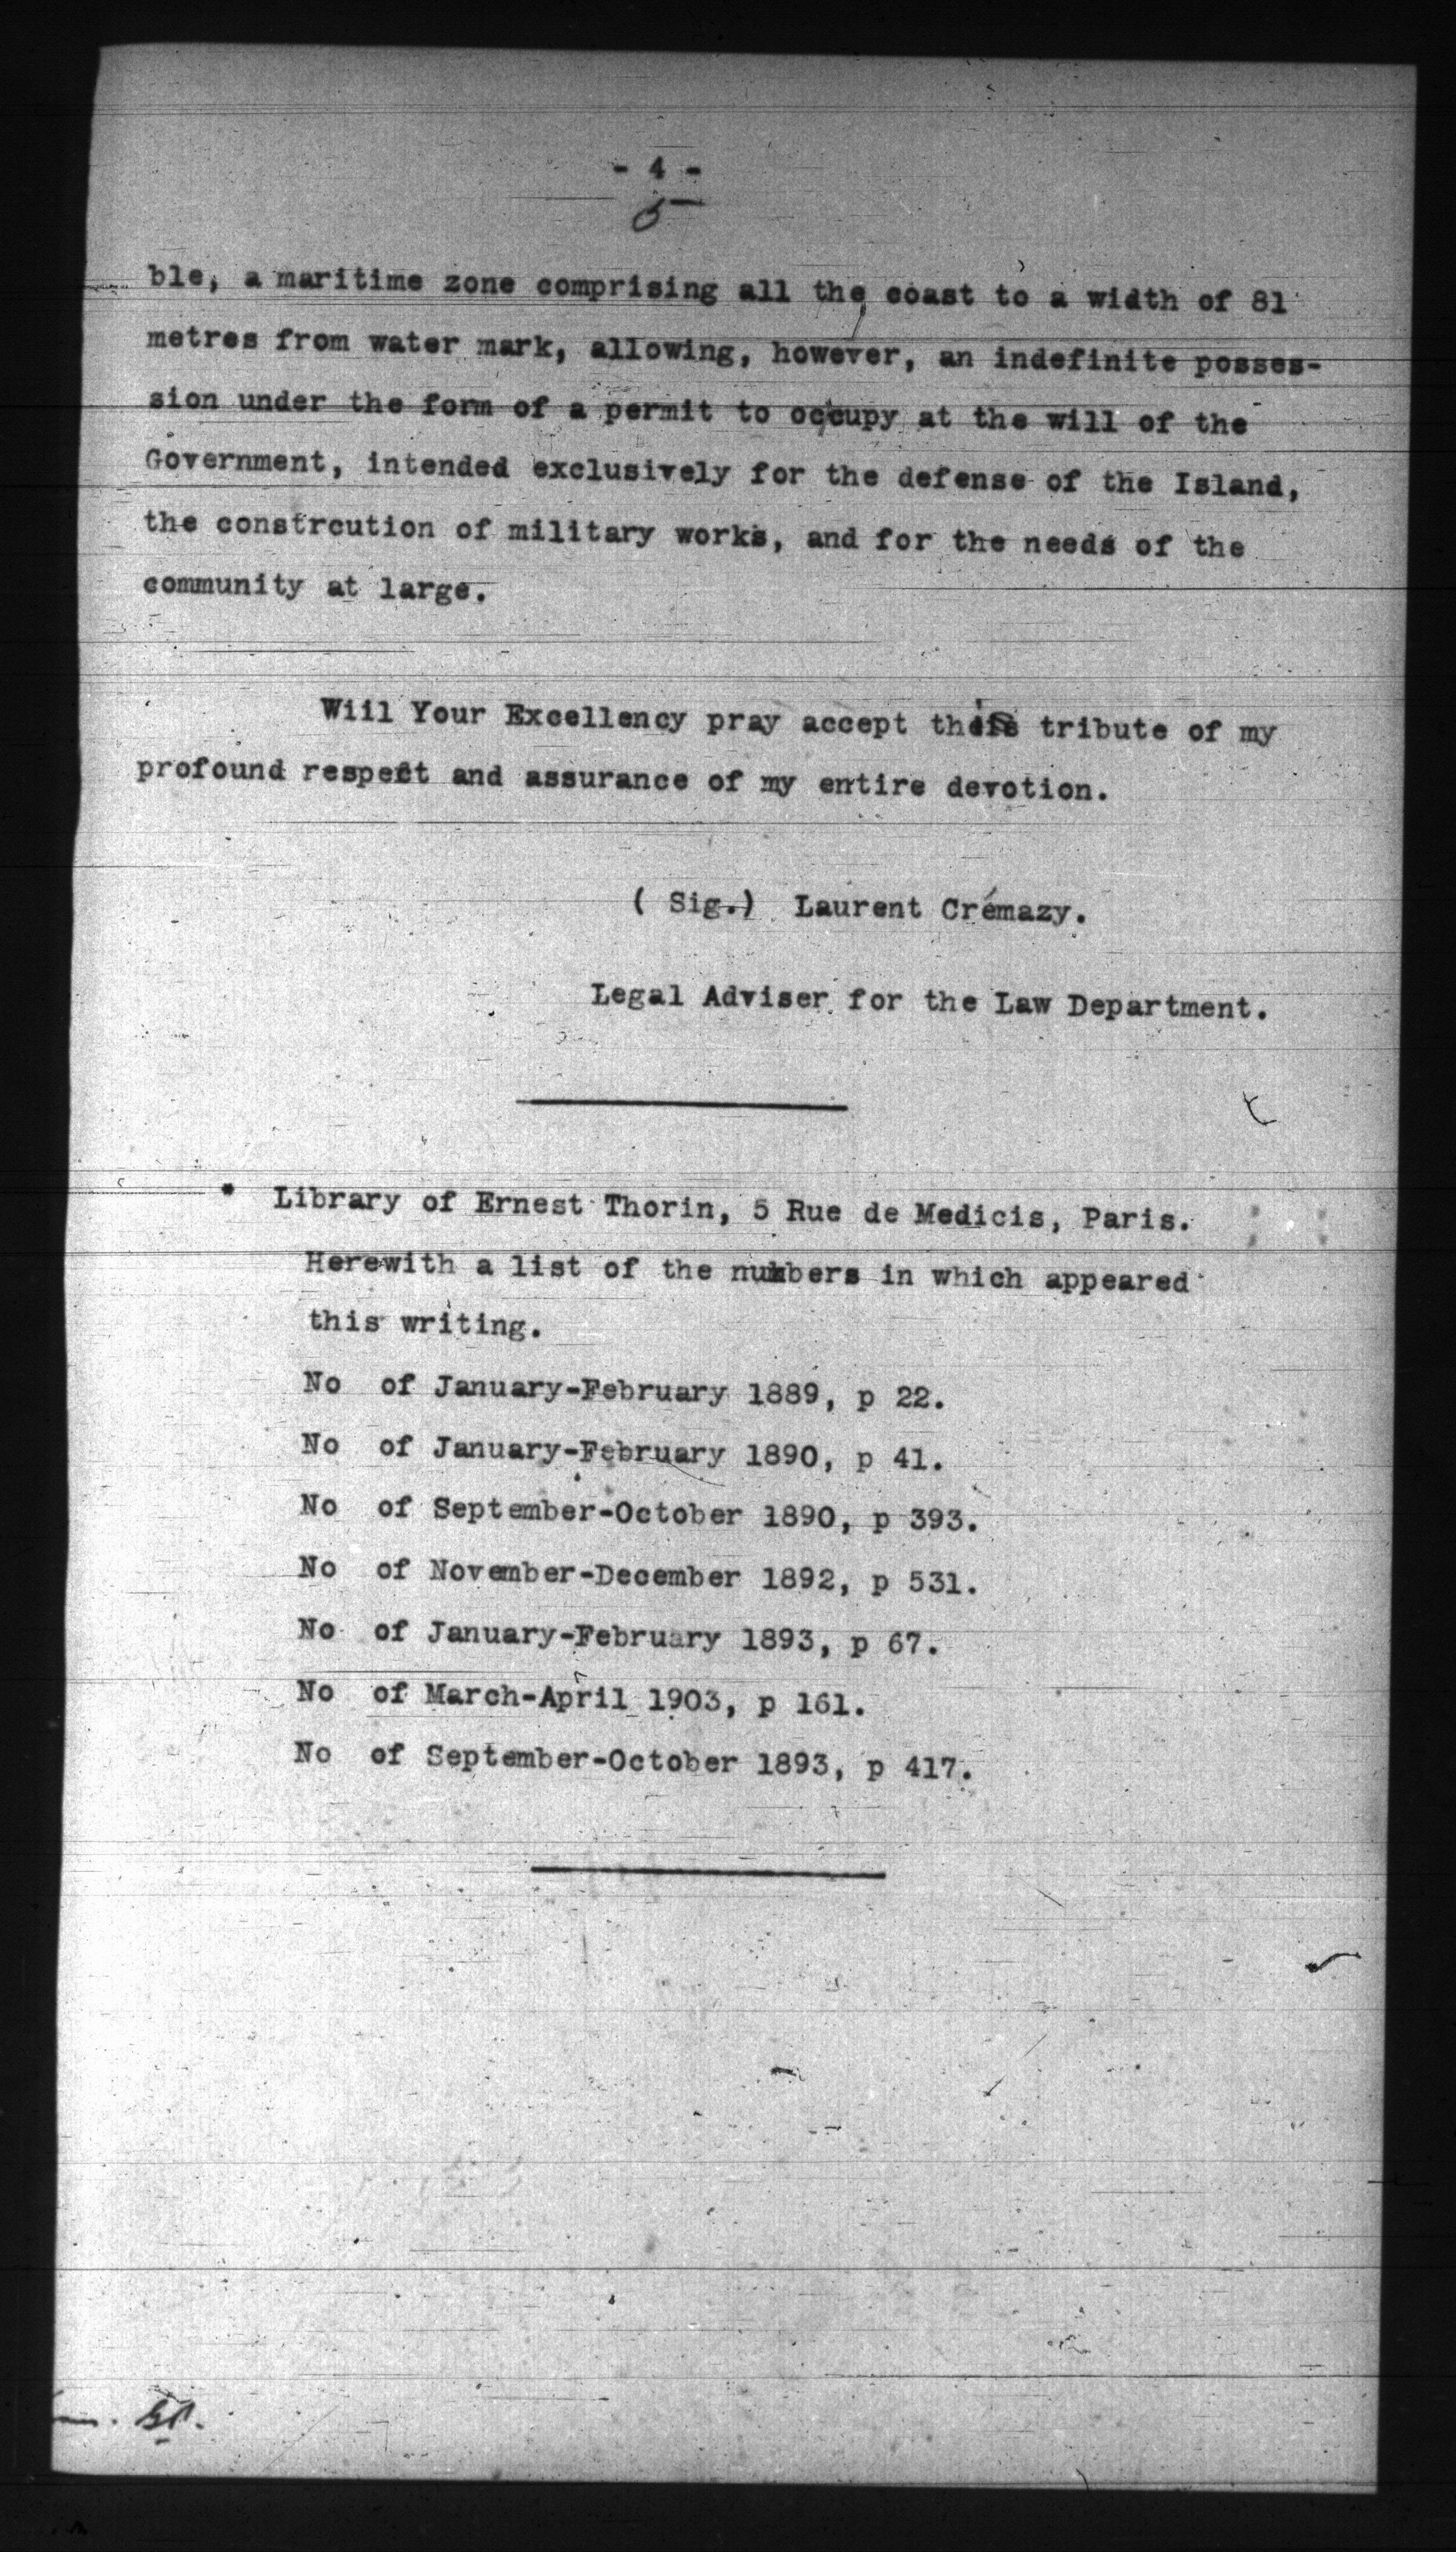 - 4 -
5
ble, a maritime zone comprising all the coast to a width of 81
metres from water mark, allowing, however, an indefinite posses-
sion under the form of a permit to occupy at the will of the
Government, intended exclusively for the defense of the Island,
the constrcution of military works, and for the needs of the
community at large.
Wiil Your Excellency pray accept this tribute of my
profound respect and assurance of my entire devotion.
( Sig.) Laurent Crémazy.
Legal Adviser for the Law Department.
* Library of Ernest Thorin, 5 Rue de Medicis, Paris.
Herewith a list of the numbers in which appeared
this writing.
No of January-February 1889, p 22.
No of January-February 1890, p 41.
No of September-October 1890, p 393.
No of November-December 1892, p 531.
No of January-February 1893, p 67.
No of March-April 1903, p 161.
No of September-October 1893, p 417.